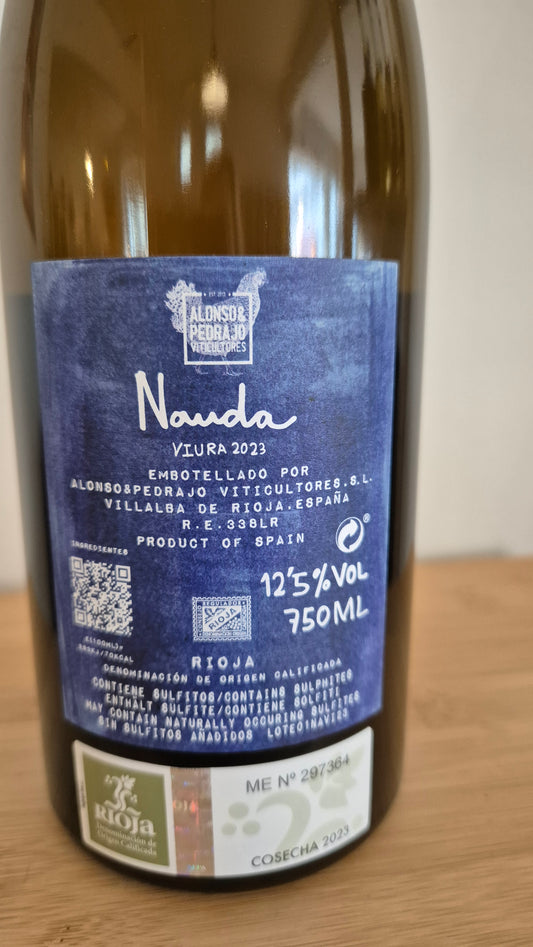 EST 2013
ALONSO&
PEDRAJO
VITICULTORES
Nauda
VIURA 2023
EMBOTELLADO POR
ALONSO&PEDRAJO VITICULTORES.S.L.
VILLALBA DE RIOJA.ESPAÑA
R.E.338LR
PRODUCT OF SPAIN
INGREDIENTES
12'5%VOL
750ML
REGULADOR
RIOJA
RIOJA
DENOMINACIÓN DE ORIGEN CALIFICADA
CONTIENE SULFITOS/CONTAINS SULPHITES
ENTHÄLT SULFITE/CONTIENE SOLFITI
MAY CONTAIN NATURALLY OCCURING SULFITES
SIN SULFITOS AÑADIDOS LOTE01NAVI23
RIOJA
Denominación de
Origen Calificada
ME Nº 297364
COSECHA 2023